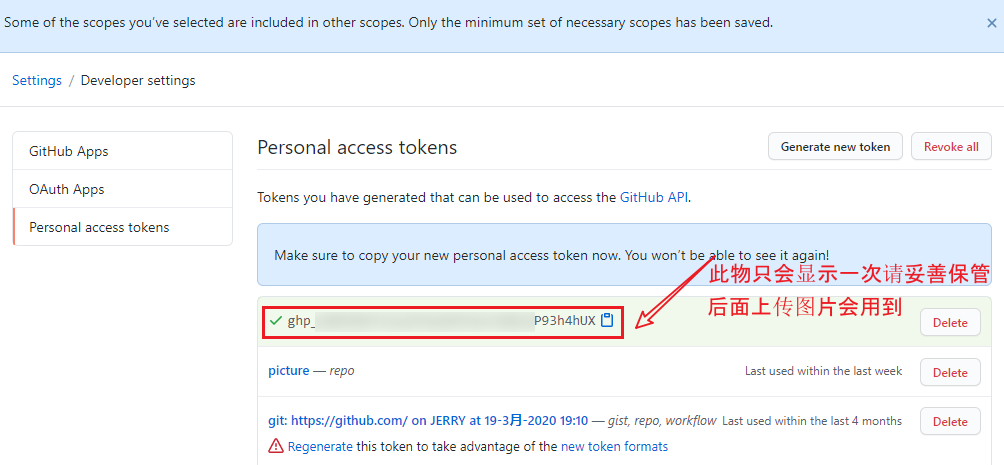 Some of the scopes you've selected are included in other scopes. Only the minimum set of necessary scopes has been saved.
Settings / Developer settings
GitHub Apps
OAuth Apps
Personal access tokens
Personal access tokens
Generate new token
Revoke all
Tokens you have generated that can be used to access the GitHub API.
Make sure to copy your new personal access token now. You won't be able to see it again!
此物只会显示一次请妥善保管
后面上传图片会用到
ghp_ P93h4hUX
Delete
picture — repo
Last used within the last week
Delete
git: https://github.com/ on JERRY at 19-3月-2020 19:10 — gist, repo, workflow
Last used within the last 4 months
Delete
Regenerate this token to take advantage of the new token formats